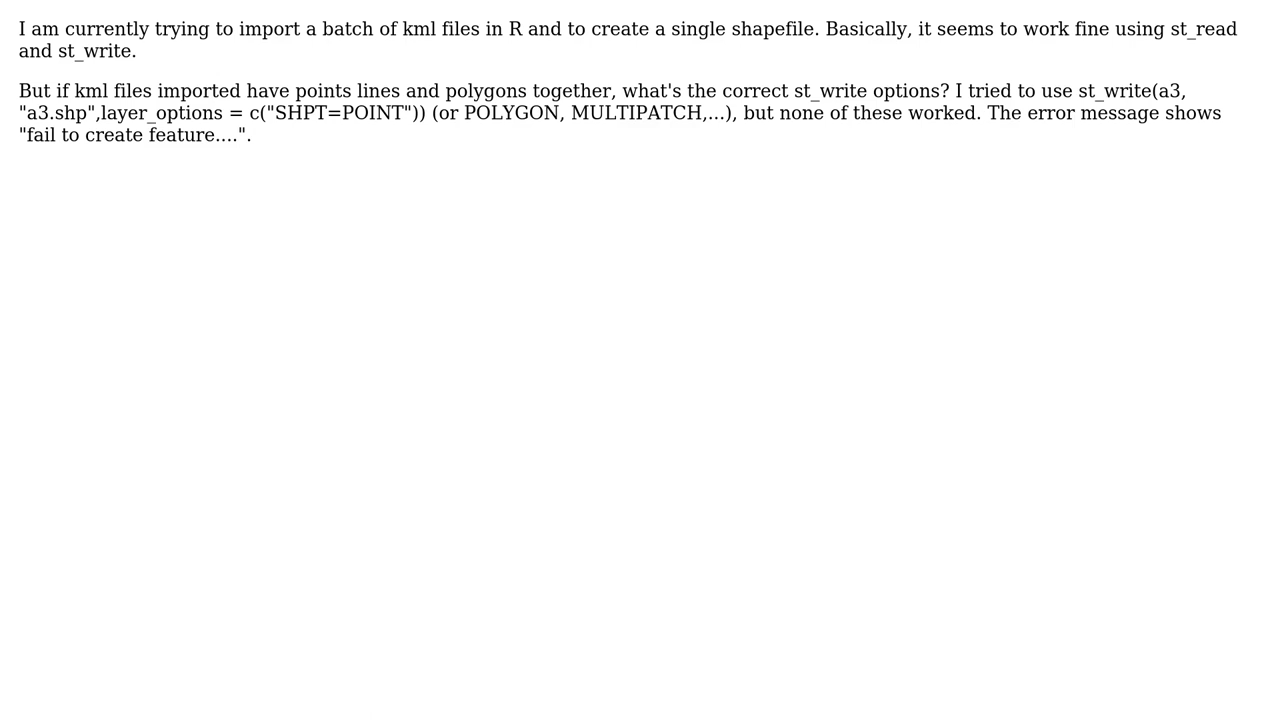 I am currently trying to import a batch of kml files in R and to create a single shapefile. Basically, it seems to work fine using st_read
and st_write.
But if kml files imported have points lines and polygons together, what's the correct st_write options? I tried to use st_write(a3,
"a3.shp",layer_options = c("SHPT=POINT")) (or POLYGON, MULTIPATCH,...), but none of these worked. The error message shows
"fail to create feature....".